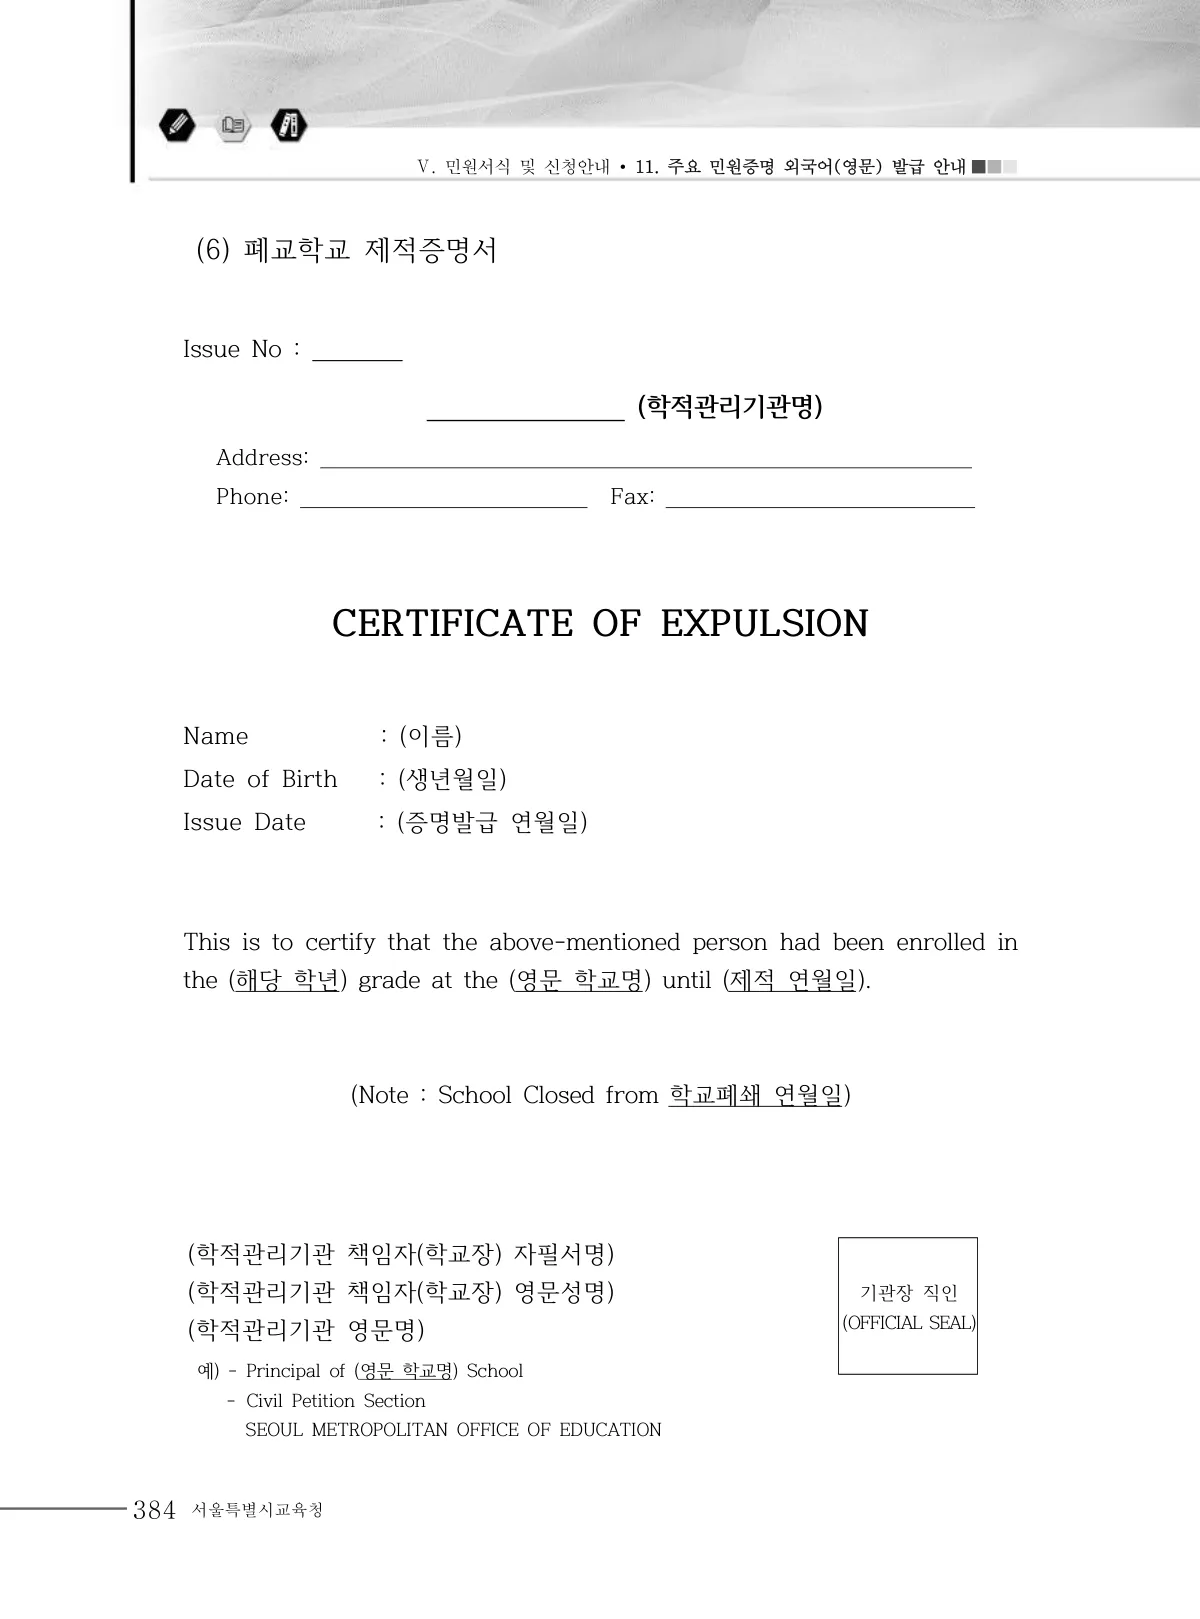 Ⅴ. 민원서식 및 신청안내 • 11. 주요 민원증명 외국어(영문) 발급 안내
(6) 폐교학교 제적증명서
Issue No : _______
_______________ (학적관리기관명)
Address: _______________
Phone: _______________ Fax: _______________
CERTIFICATE OF EXPULSION
Name : (이름)
Date of Birth : (생년월일)
Issue Date : (증명발급 연월일)
This is to certify that the above-mentioned person had been enrolled in
the (해당 학년) grade at the (영문 학교명) until (제적 연월일).
(Note : School Closed from 학교폐쇄 연월일)
(학적관리기관 책임자(학교장) 자필서명)
(학적관리기관 책임자(학교장) 영문성명)
(학적관리기관 영문명)
기관장 직인
(OFFICIAL SEAL)
예) - Principal of (영문 학교명) School
- Civil Petition Section
SEOUL METROPOLITAN OFFICE OF EDUCATION
384 서울특별시교육청